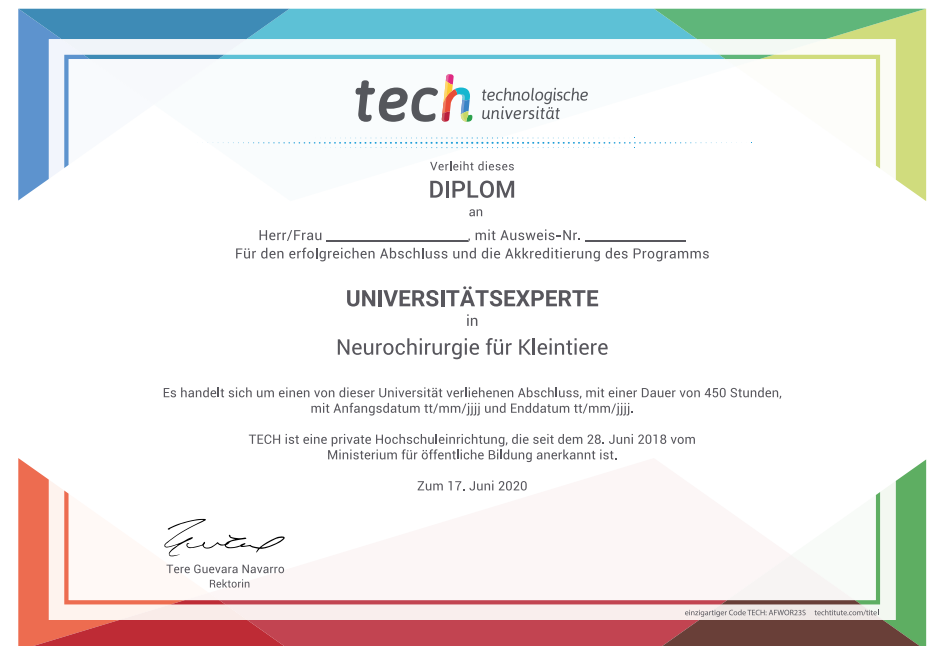 tech technologische
universität
Verleiht dieses
DIPLOM
an
Herr/Frau ______________, mit Ausweis-Nr. __________
Für den erfolgreichen Abschluss und die Akkreditierung des Programms
UNIVERSITÄTSEXPERTE
in
Neurochirurgie für Kleintiere
Es handelt sich um einen von dieser Universität verliehenen Abschluss, mit einer Dauer von 450 Stunden,
mit Anfangsdatum tt/mm/jjjj und Enddatum tt/mm/jjjj.
TECH ist eine private Hochschuleinrichtung, die seit dem 28. Juni 2018 vom
Ministerium für öffentliche Bildung anerkannt ist.
Zum 17. Juni 2020
Tere Guevara Navarro
Rektorin
einzigartiger Code TECH: AFWOR23S techtitute.com/titel